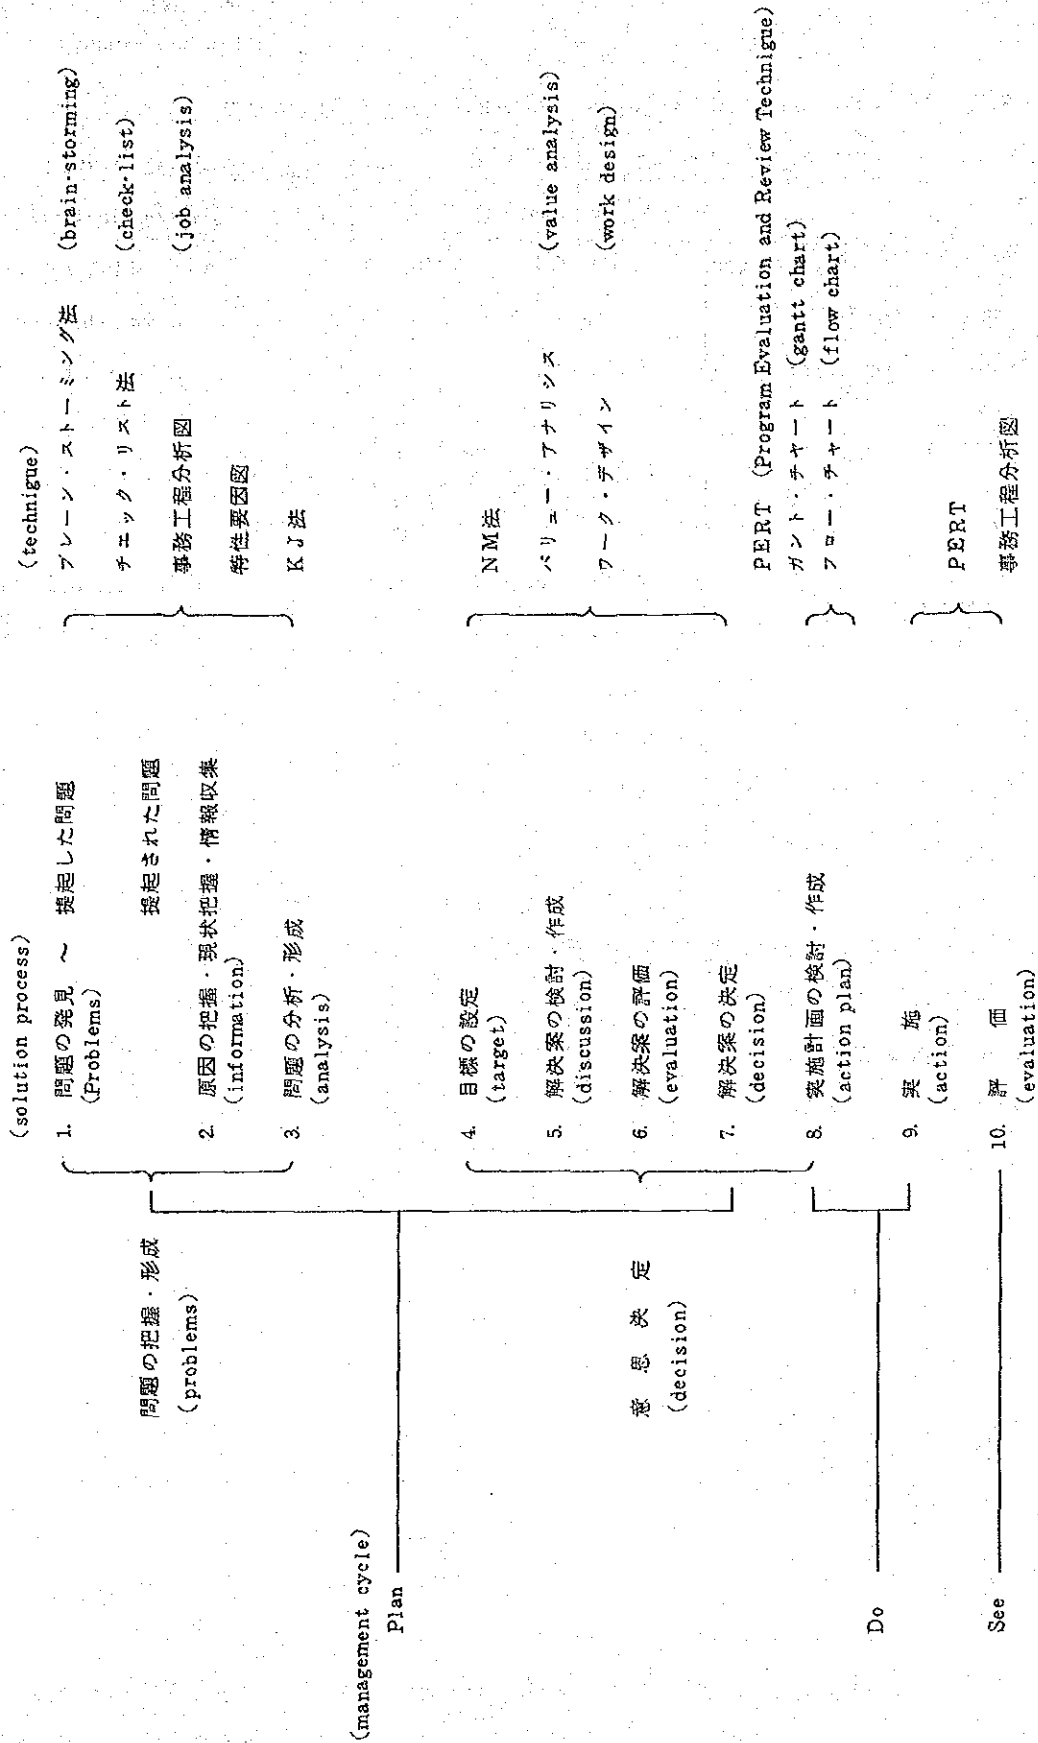 (management cycle)
Plan
Do
See
問題の把握・形成
(problems)
意 思 決 定
(decision)
(solution process)
1. 問題の発見 ～ 提起した問題
(Problems)
提起された問題
2. 原因の把握・現状把握・情報収集
(information)
3. 問題の分析・形成
(analysis)
4. 目標の設定
(target)
5. 解決案の検討・作成
(discussion)
6. 解決案の評価
(evaluation)
7. 解決案の決定
(decision)
8. 実施計画の検討・作成
(action plan)
9. 実 施
(action)
10. 評 価
(evaluation)
(technigue)
ブレーン・ストーミング法 (brain-storming)
チェック・リスト法 (check-list)
事務工程分析図 (job analysis)
特性要因図
KJ法
NM法
バリュー・アナリシス (value analysis)
ワーク・デザイン (work design)
PERT (Program Evaluation and Review Technigue)
ガント・チャート (gantt chart)
フロー・チャート (flow chart)
PERT
事務工程分析図